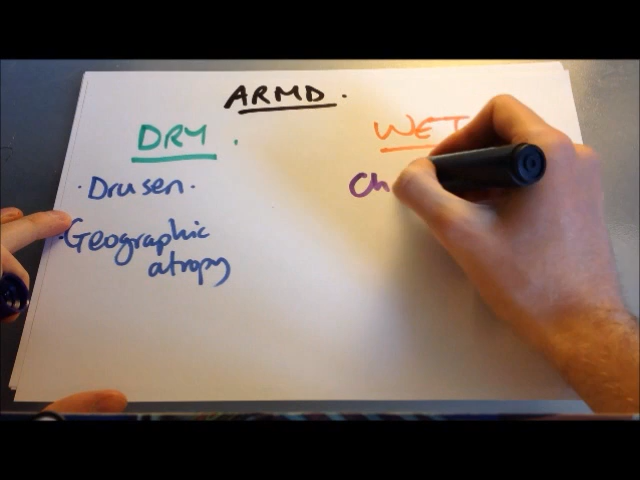 ARMD.
DRY.
WET
· Drusen.
Ch
· Geographic
atropy